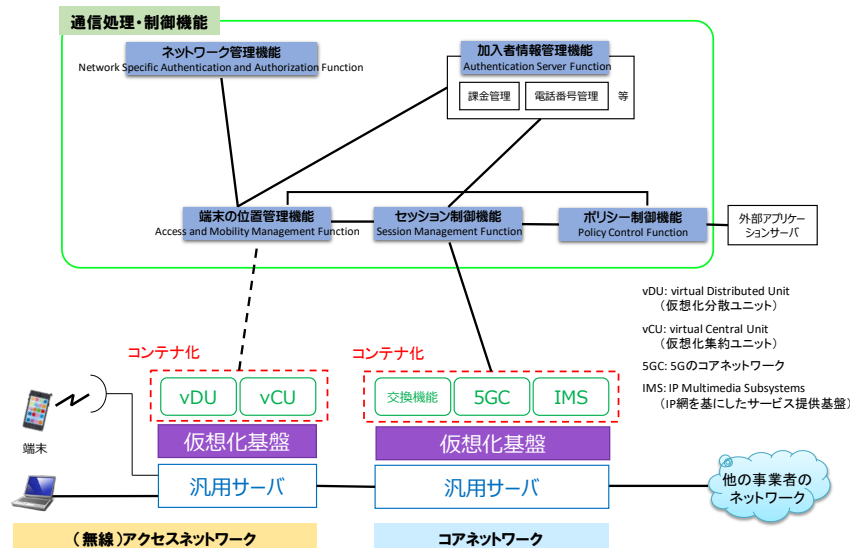 通信処理・制御機能
ネットワーク管理機能
Network Specific Authentication and Authorization Function
加入者情報管理機能
Authentication Server Function
課金管理
電話番号管理
等
端末の位置管理機能
Access and Mobility Management Function
セッション制御機能
Session Management Function
ポリシー制御機能
Policy Control Function
外部アプリケー
ションサーバ
vDU: virtual Distributed Unit
(仮想化分散ユニット)
vCU: virtual Central Unit
(仮想化集約ユニット)
5GC: 5Gのコアネットワーク
IMS: IP Multimedia Subsystems
(IP網を基にしたサービス提供基盤)
コンテナ化
vDU
vCU
仮想化基盤
汎用サーバ
コンテナ化
交換機能
5GC
IMS
仮想化基盤
汎用サーバ
端末
他の事業者の
ネットワーク
(無線)アクセスネットワーク
コアネットワーク